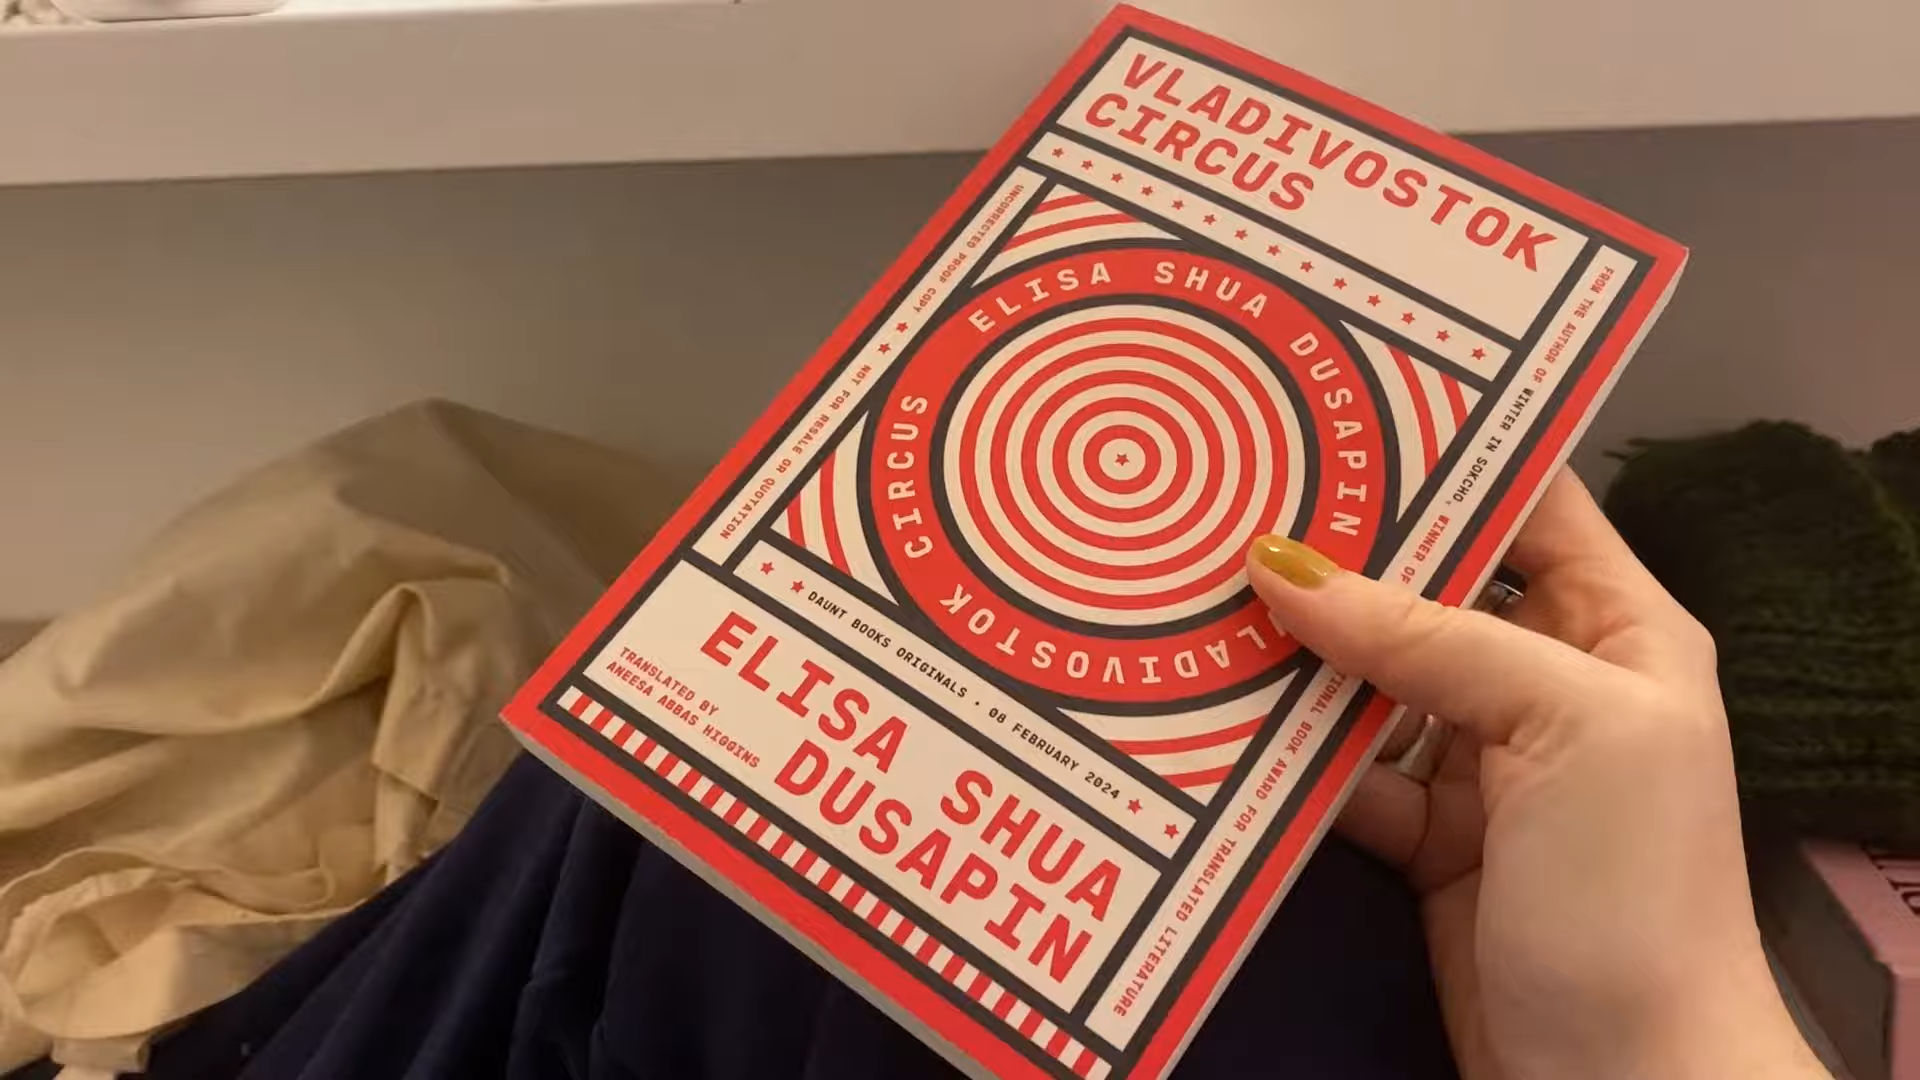 VLADIVOSTOK
CIRCUS
UNCORRECTED PROOF COPY ★ ★ NOT FOR RESALE OR QUOTATION
ELISA SHUA DUSAPIN
VLADIVOSTOK CIRCUS
FROM THE AUTHOR OF WINTER IN SOKCHO, WINNER OF
BOOK AWARD FOR TRANSLATED LITERATURE
DAUNT BOOKS ORIGINALS · 08 FEBRUARY 2024
ELISA SHUA
DUSAPIN
TRANSLATED BY
ANEESA ABBAS HIGGINS